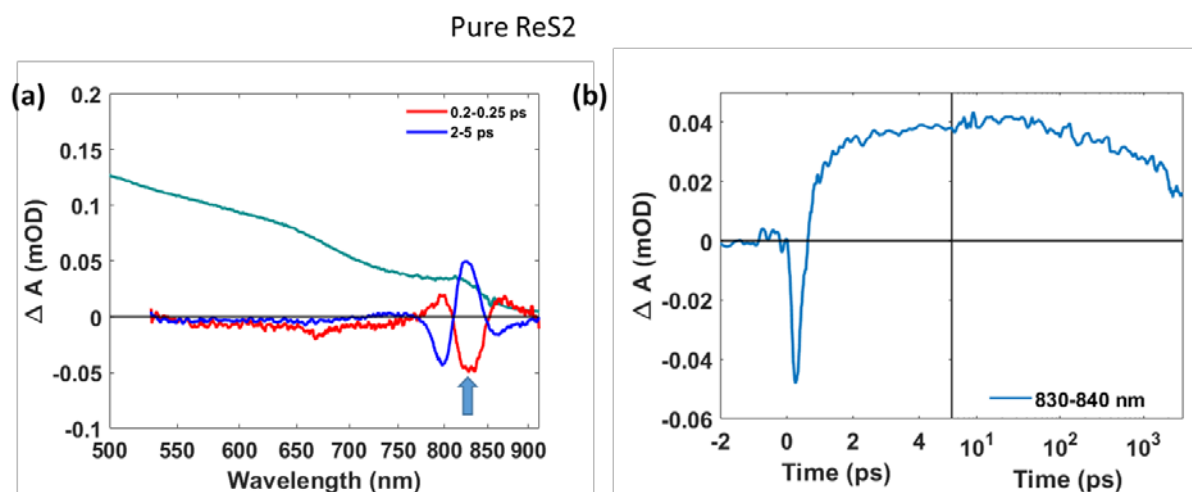 Pure ReS2
(a)
0.2-0.25 ps
2-5 ps
0.2
0.15
0.1
0.05
0
-0.05
-0.1
Δ A (mOD)
500 550 600 650 700 750 800 850 900
Wavelength (nm)
(b)
0.04
0.02
0
-0.02
-0.04
-0.06
Δ A (mOD)
830-840 nm
-2 0 2 4 10¹ 10² 10³
Time (ps) Time (ps)